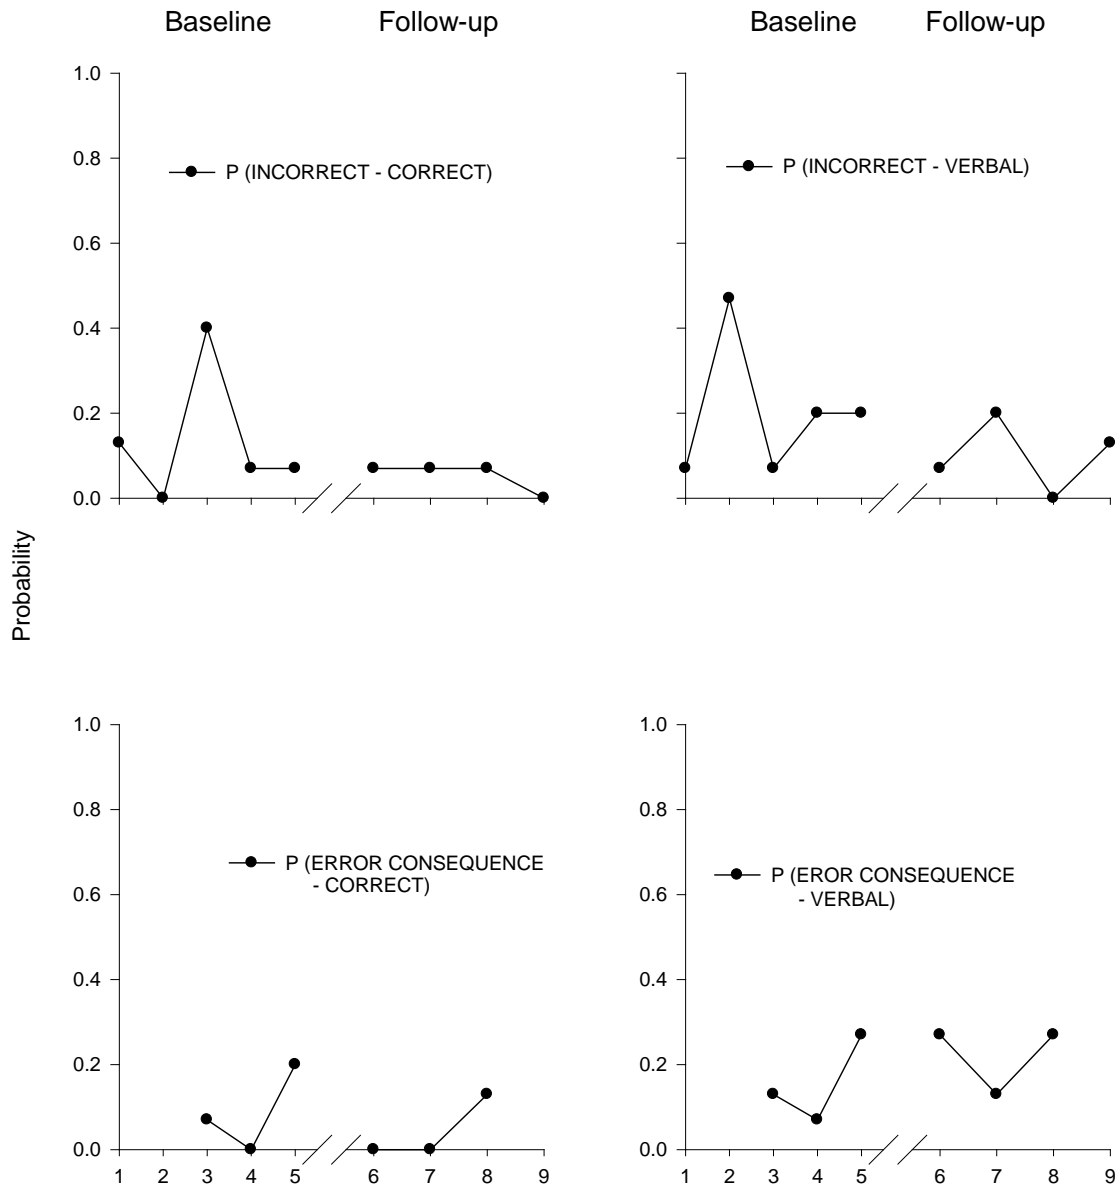 Baseline Follow-up Baseline Follow-up
1.0
0.8
0.6
0.4
0.2
0.0
P (INCORRECT - CORRECT)
P (INCORRECT - VERBAL)
Probability
1.0
0.8
0.6
0.4
0.2
0.0
P (ERROR CONSEQUENCE
- CORRECT)
1 2 3 4 5 6 7 8 9
1.0
0.8
0.6
0.4
0.2
0.0
P (EROR CONSEQUENCE
- VERBAL)
1 2 3 4 5 6 7 8 9